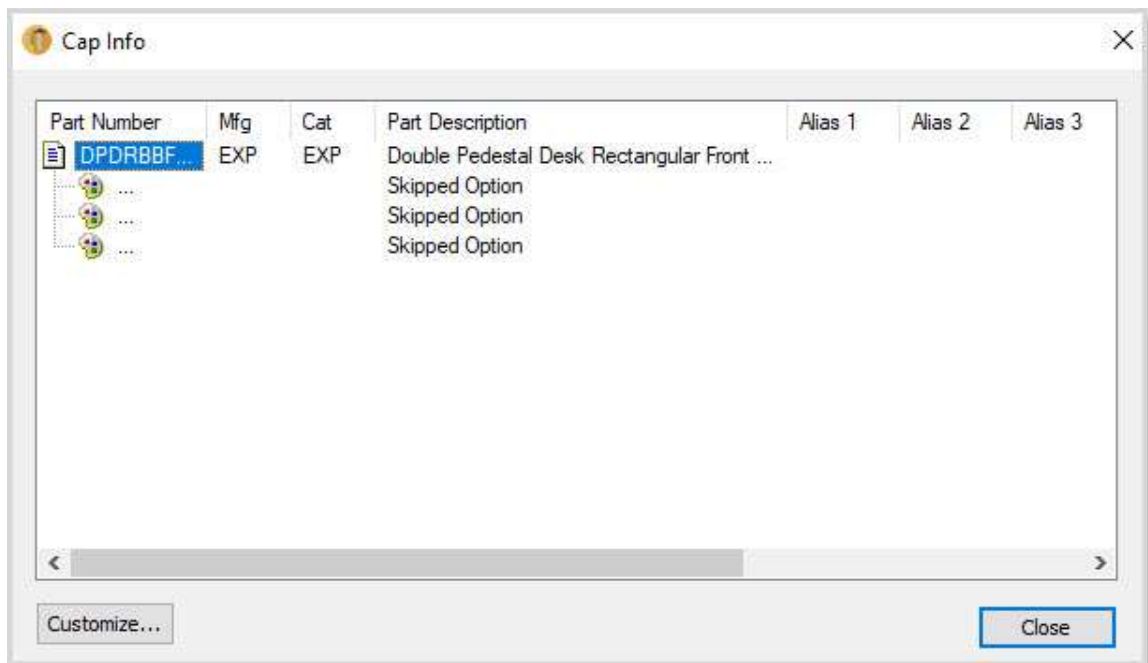 Cap Info
Part Number Mfg Cat Part Description Alias 1 Alias 2 Alias 3
DPDRBBF... EXP EXP Double Pedestal Desk Rectangular Front ...
... Skipped Option
... Skipped Option
... Skipped Option
Customize...
Close